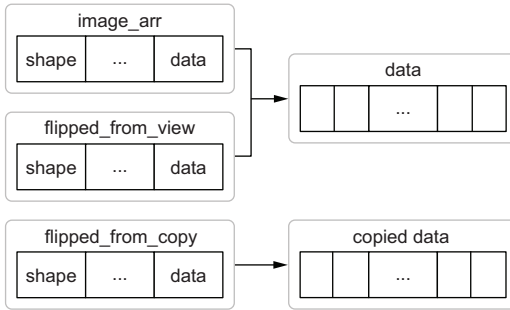 image_arr
shape ... data
data
...
flipped_from_view
shape ... data
flipped_from_copy
shape ... data
copied data
...